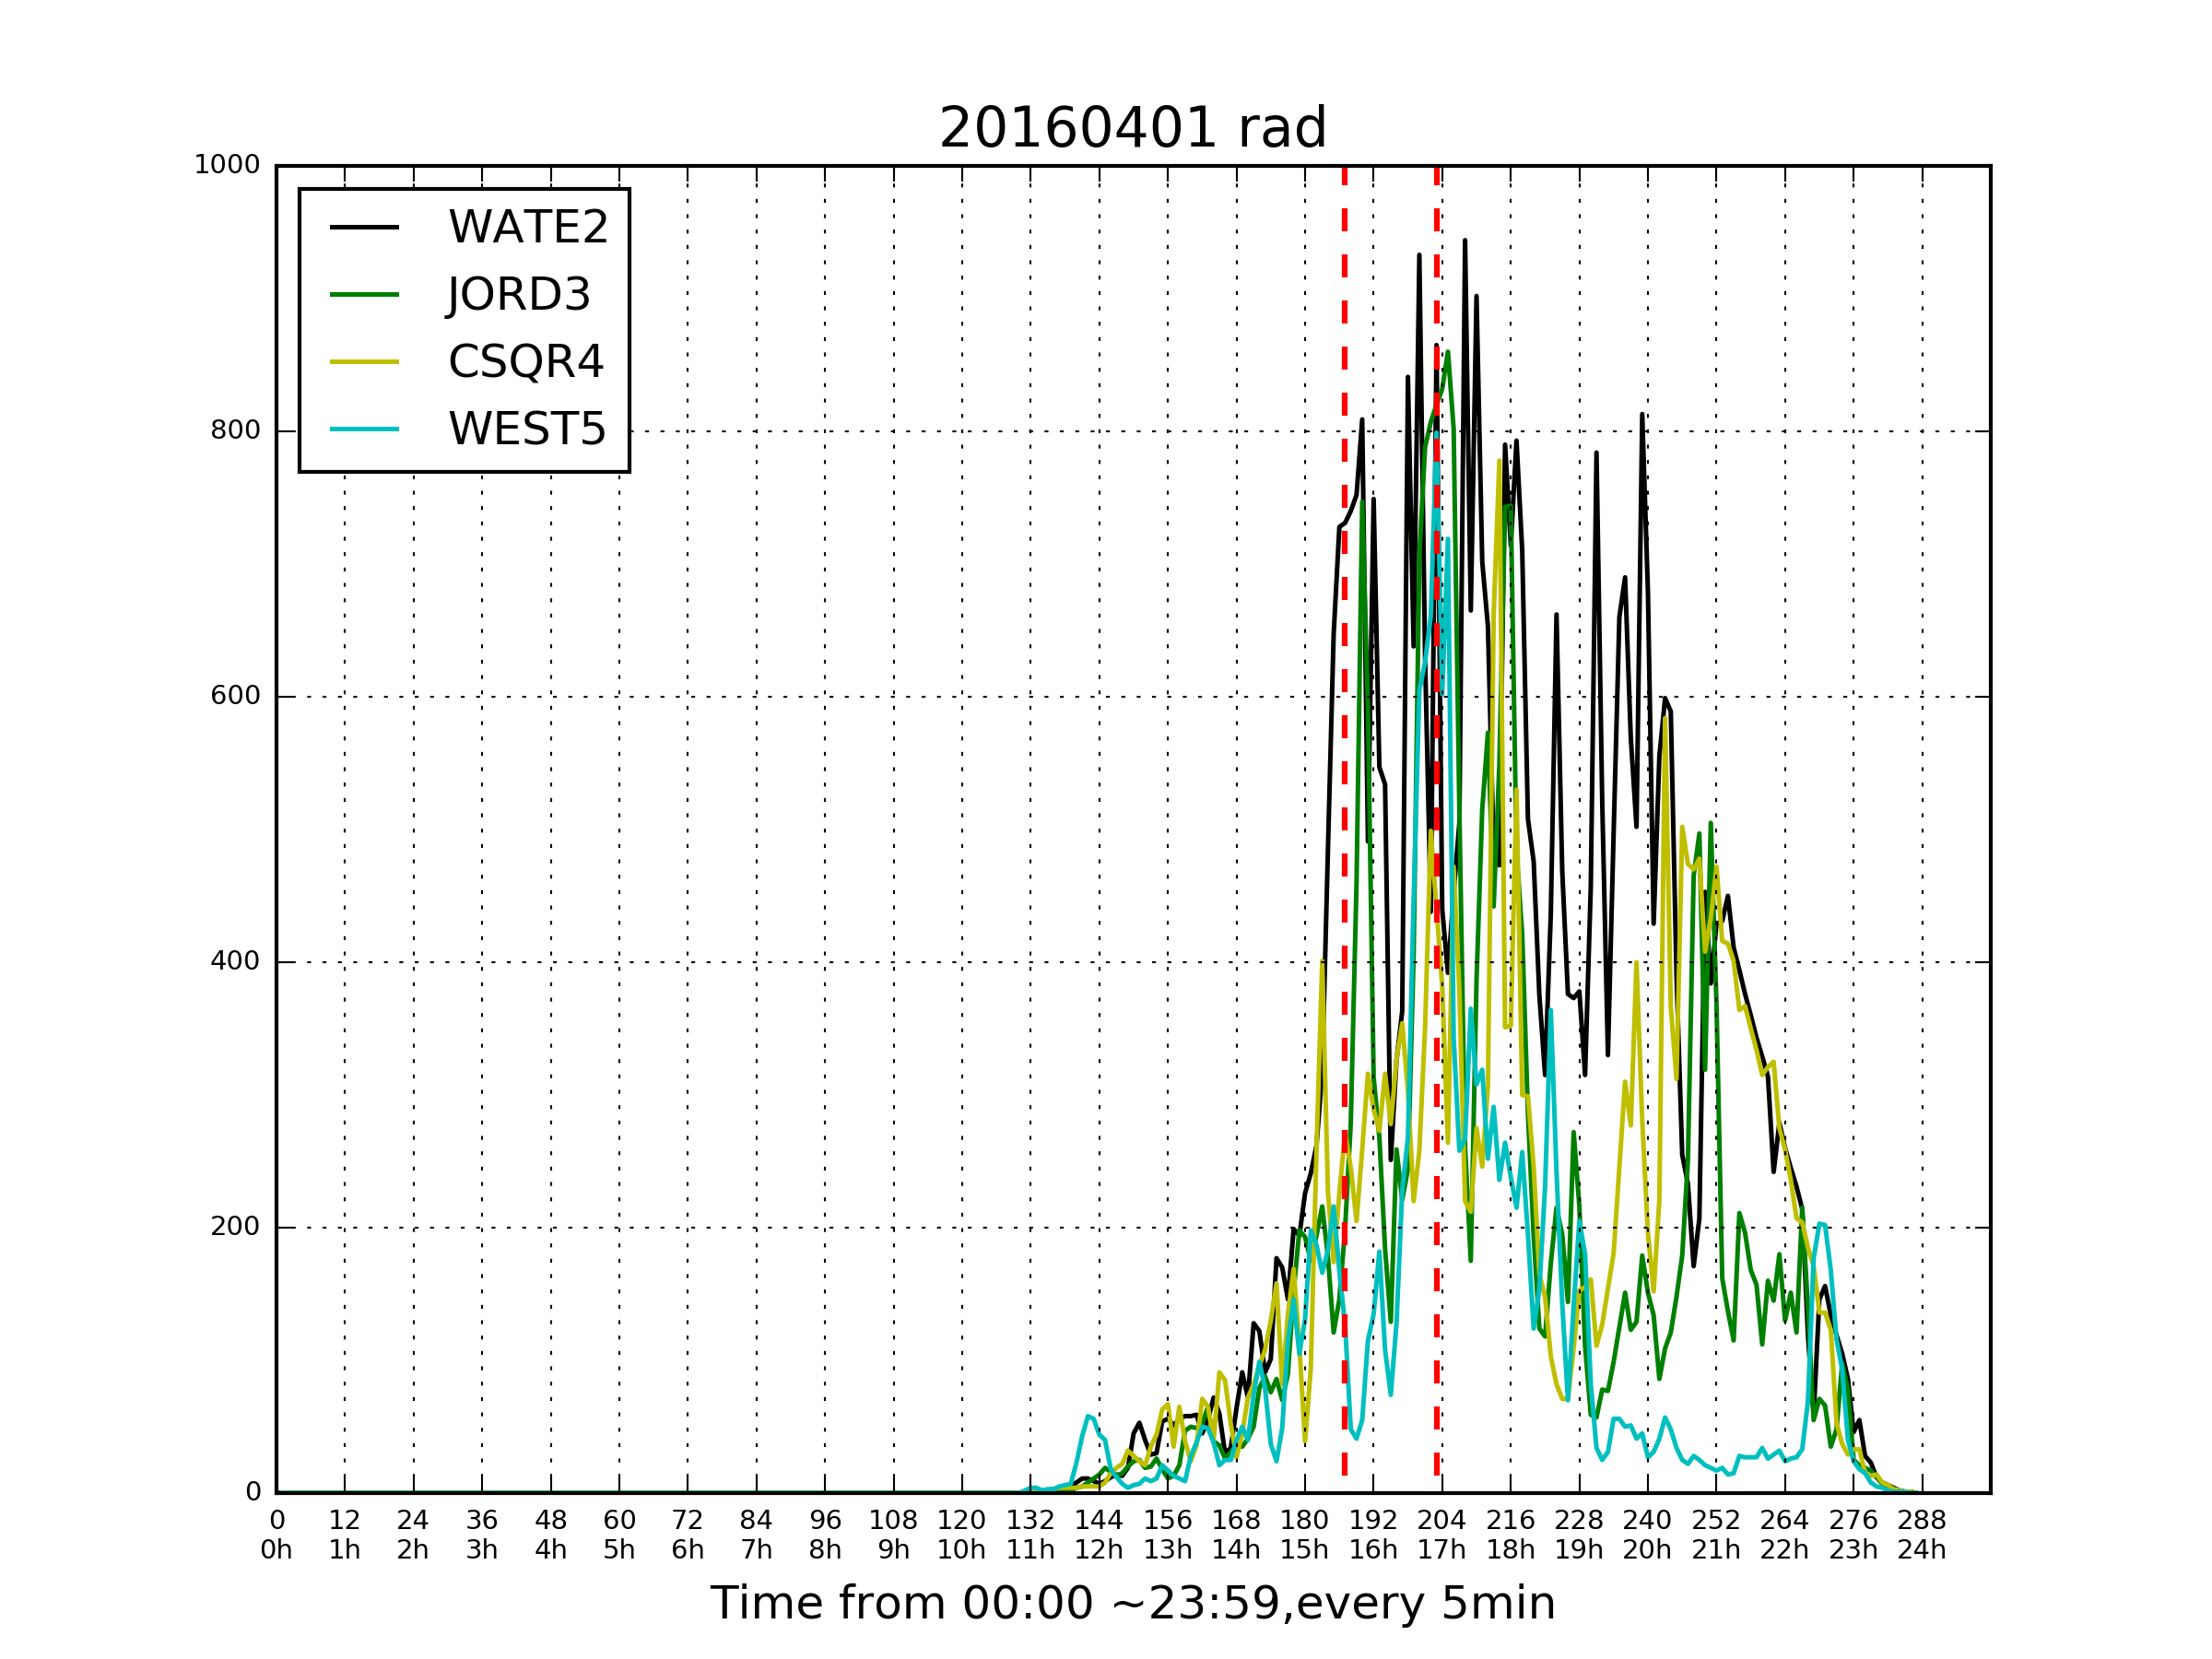 20160401 rad
1000
800
600
400
200
0
WATE2
JORD3
CSQR4
WEST5
0 12 24 36 48 60 72 84 96 108 120 132 144 156 168 180 192 204 216 228 240 252 264 276 288
0h 1h 2h 3h 4h 5h 6h 7h 8h 9h 10h 11h 12h 13h 14h 15h 16h 17h 18h 19h 20h 21h 22h 23h 24h
Time from 00:00 ~23:59,every 5min